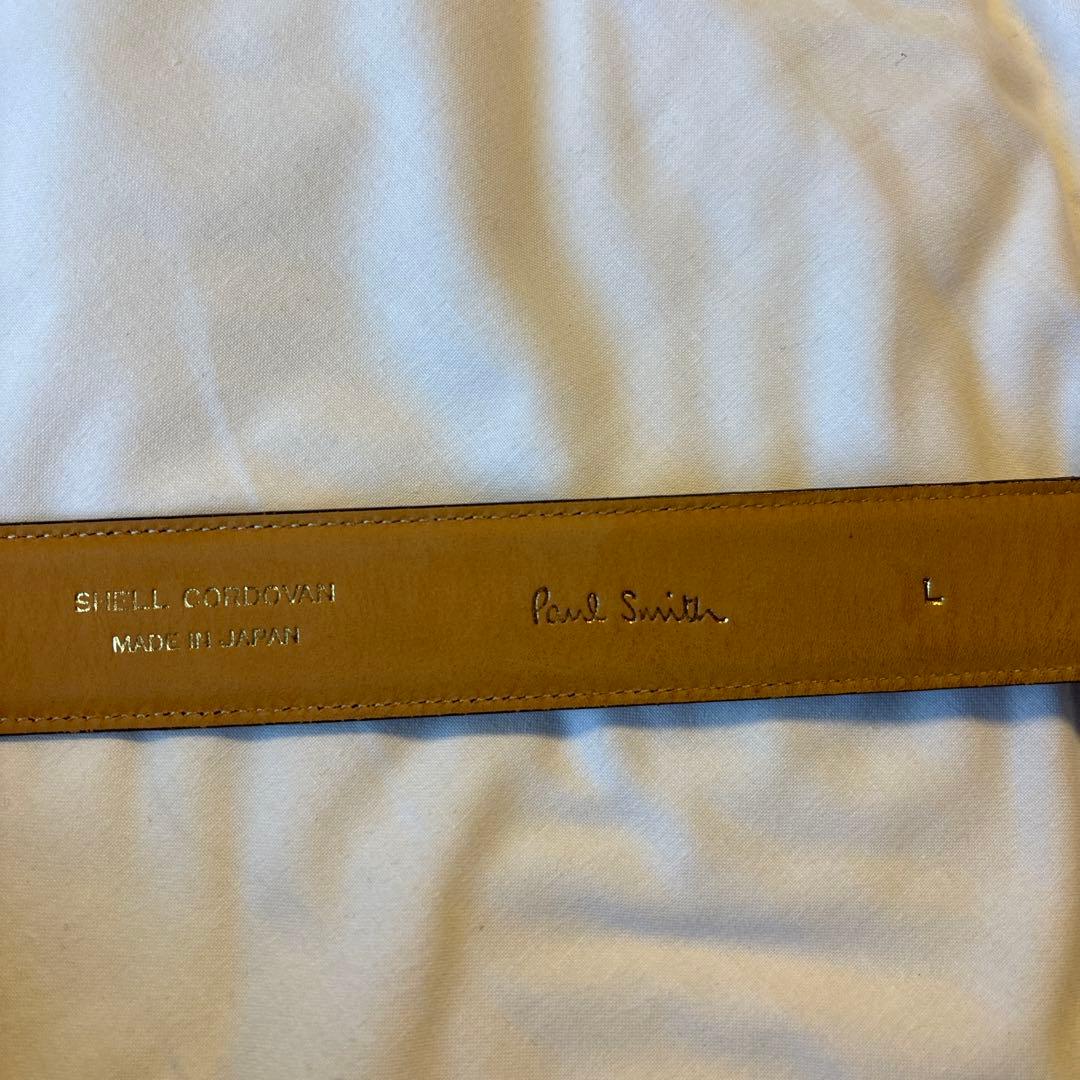 SHELL CORDOVAN
MADE IN JAPAN
Paul Smith
L